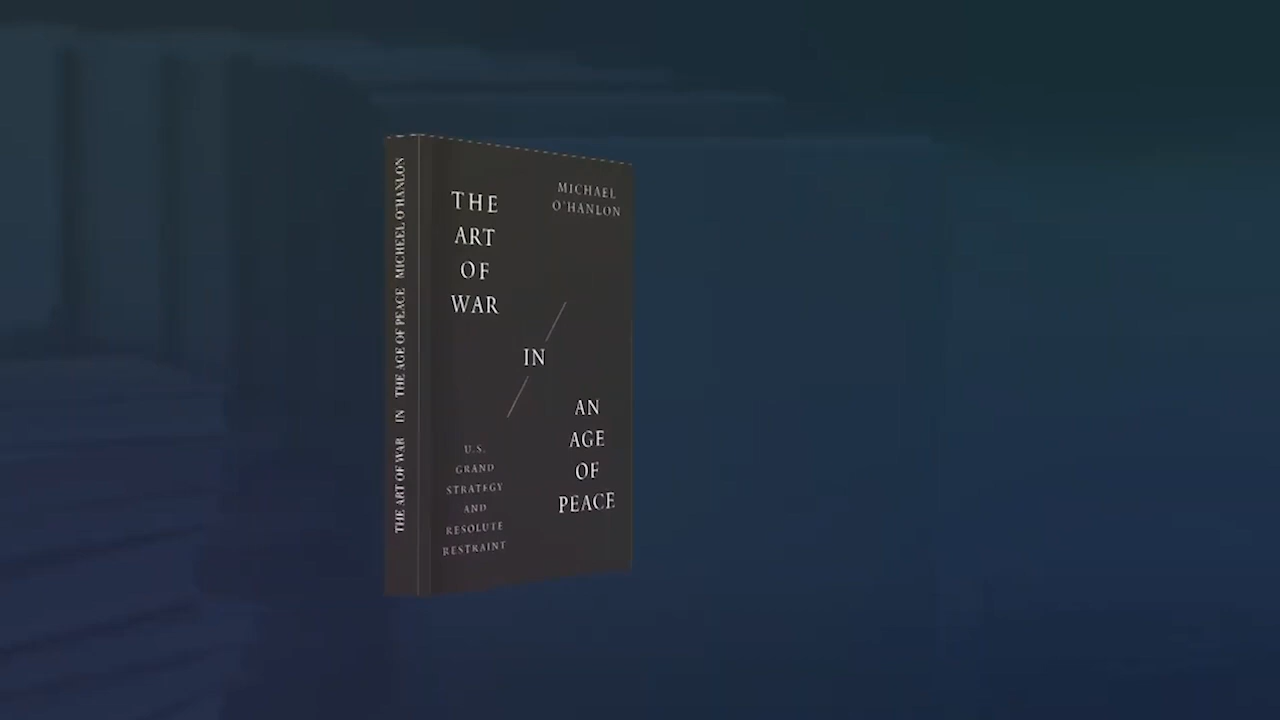 THE ART OF WAR IN THE AGE OF PEACE MICHEEL O'HANLON
THE
ART
OF
WAR
MICHAEL
O'HANLON
IN
AN
AGE
OF
PEACE
U.S.
GRAND
STRATEGY
AND
RESOLUTE
RESTRAINT